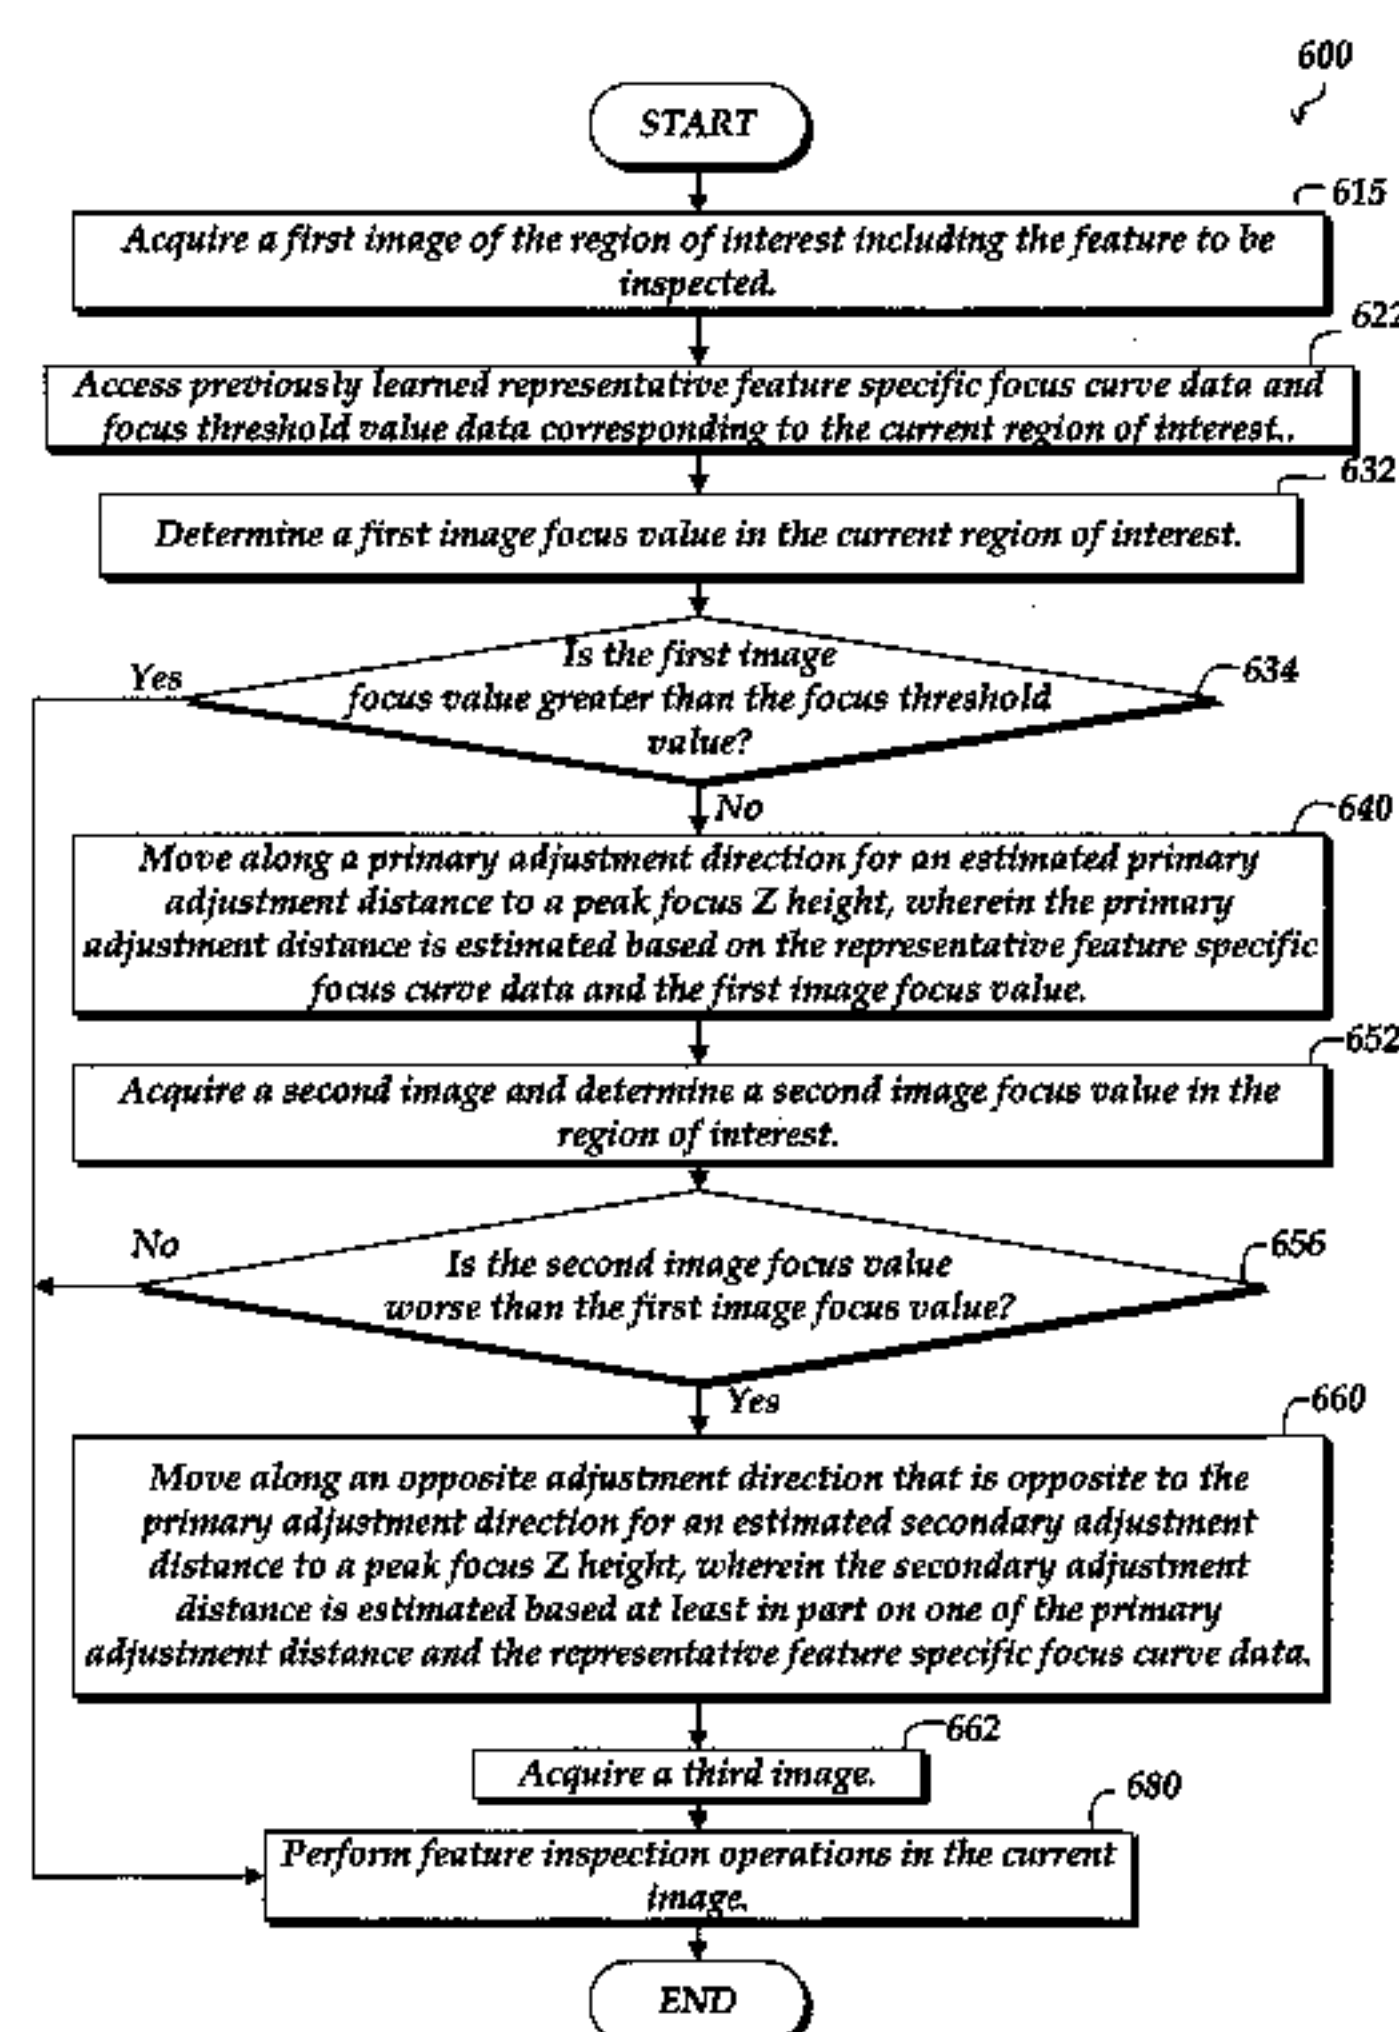 600
START
615
Acquire a first image of the region of interest including the feature to be
inspected.
622
Access previously learned representative feature specific focus curve data and
focus threshold value data corresponding to the current region of interest..
632
Determine a first image focus value in the current region of interest.
Yes
Is the first image
focus value greater than the focus threshold
value?
634
No
640
Move along a primary adjustment direction for an estimated primary
adjustment distance to a peak focus Z height, wherein the primary
adjustment distance is estimated based on the representative feature specific
focus curve data and the first image focus value.
652
Acquire a second image and determine a second image focus value in the
region of interest.
No
Is the second image focus value
worse than the first image focus value?
656
Yes
660
Move along an opposite adjustment direction that is opposite to the
primary adjustment direction for an estimated secondary adjustment
distance to a peak focus Z height, wherein the secondary adjustment
distance is estimated based at least in part on one of the primary
adjustment distance and the representative feature specific focus curve data.
662
Acquire a third image.
680
Perform feature inspection operations in the current
image.
END